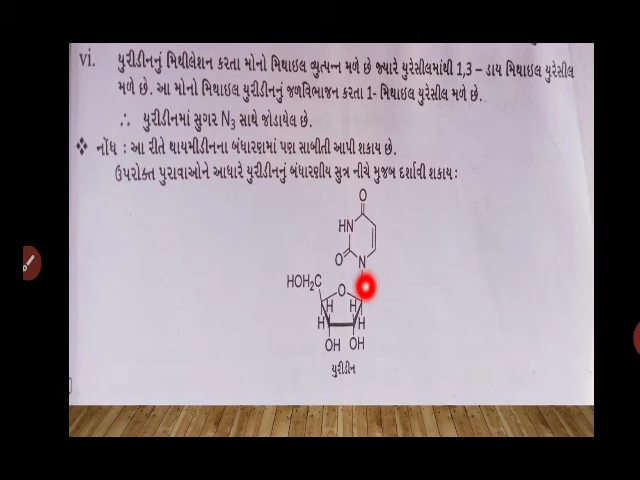 vi. યુરીડીનનું મિથીલેશન કરતા મોનો મિથાઇલ વ્યુત્પન્ન મળે છે જ્યારે યુરેસીલમાંથી 1,3 – ડાય મિથાઇલ યુરેસીલ
મળે છે. આ મોનો મિથાઇલ યુરીડીનનું જળવિભાજન કરતા 1- મિથાઇલ યુરેસીલ મળે છે.
∴ યુરીડીનમાં સુગર N3 સાથે જોડાયેલ છે.
❖ નોંધ : આ રીતે થાયમીડીનના બંધારણમાં પણ સાબીતી આપી શકાય છે.
ઉપરોક્ત પુરાવાઓને આધારે યુરીડીનનું બંધારણીય સુત્ર નીચે મુજબ દર્શાવી શકાય :
O
HN
O N
HOH2C O
H H
H H
OH OH
યુરીડીન